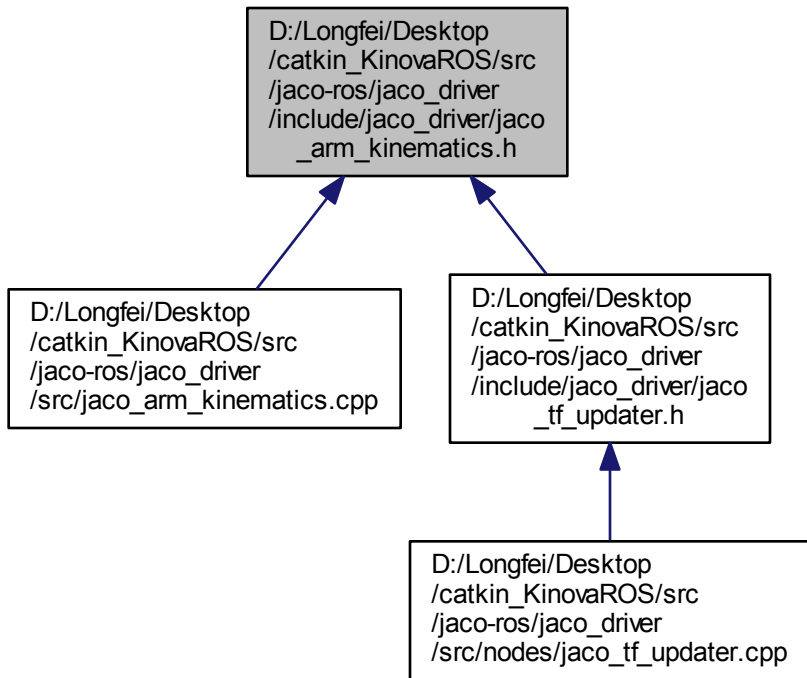 D:/Longfei/Desktop
/catkin_KinovaROS/src
/jaco-ros/jaco_driver
/include/jaco_driver/jaco
_arm_kinematics.h
D:/Longfei/Desktop
/catkin_KinovaROS/src
/jaco-ros/jaco_driver
/src/jaco_arm_kinematics.cpp
D:/Longfei/Desktop
/catkin_KinovaROS/src
/jaco-ros/jaco_driver
/include/jaco_driver/jaco
_tf_updater.h
D:/Longfei/Desktop
/catkin_KinovaROS/src
/jaco-ros/jaco_driver
/src/nodes/jaco_tf_updater.cpp